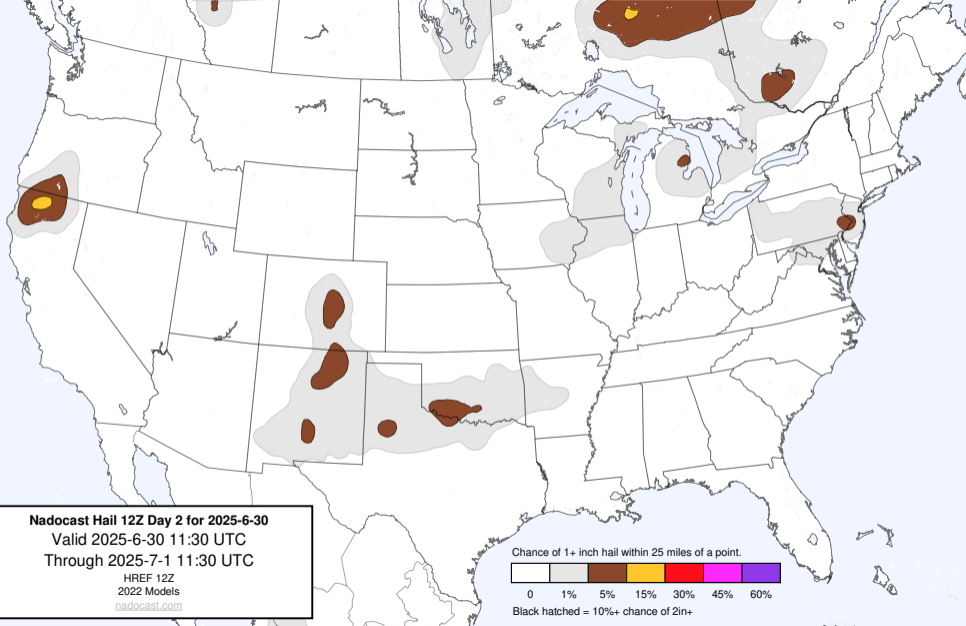 Nadocast Hail 12Z Day 2 for 2025-6-30
Valid 2025-6-30 11:30 UTC
Through 2025-7-1 11:30 UTC
HREF 12Z
2022 Models
nadocast.com
Chance of 1+ inch hail within 25 miles of a point.
0 1% 5% 15% 30% 45% 60%
Black hatched = 10%+ chance of 2in+